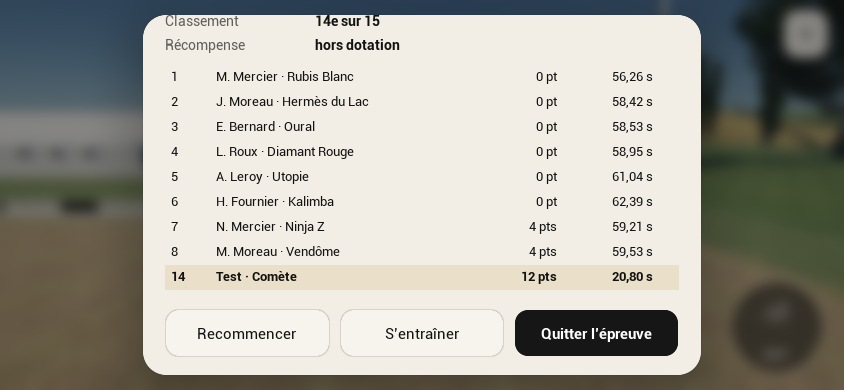 Classement 14e sur 15
Récompense hors dotation
1 M. Mercier · Rubis Blanc 0 pt 56,26 s
2 J. Moreau · Hermès du Lac 0 pt 58,42 s
3 E. Bernard · Oural 0 pt 58,53 s
4 L. Roux · Diamant Rouge 0 pt 58,95 s
5 A. Leroy · Utopie 0 pt 61,04 s
6 H. Fournier · Kalimba 0 pt 62,39 s
7 N. Mercier · Ninja Z 4 pts 59,21 s
8 M. Moreau · Vendôme 4 pts 59,53 s
14 Test · Comète 12 pts 20,80 s
Recommencer S'entraîner Quitter l'épreuve